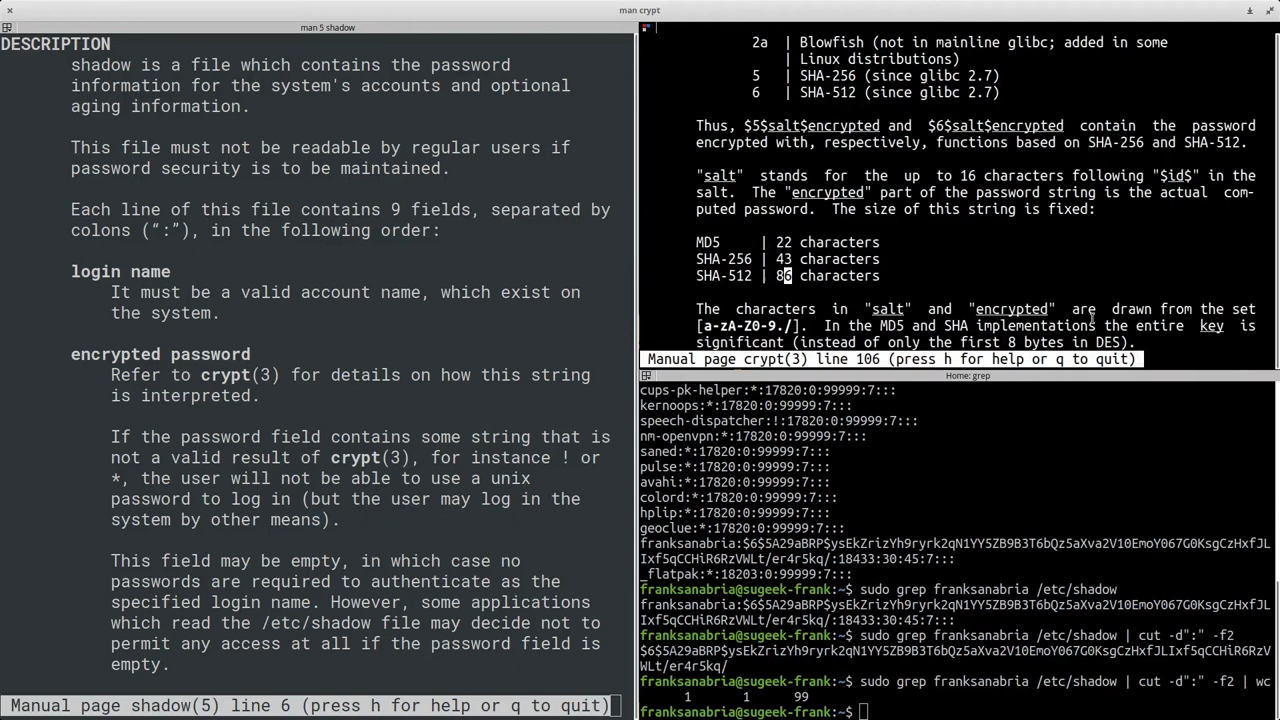 man crypt
man 5 shadow
DESCRIPTION
shadow is a file which contains the password
information for the system's accounts and optional
aging information.
This file must not be readable by regular users if
password security is to be maintained.
Each line of this file contains 9 fields, separated by
colons (“:”), in the following order:
login name
It must be a valid account name, which exist on
the system.
encrypted password
Refer to crypt(3) for details on how this string
is interpreted.
If the password field contains some string that is
not a valid result of crypt(3), for instance ! or
*, the user will not be able to use a unix
password to log in (but the user may log in the
system by other means).
This field may be empty, in which case no
passwords are required to authenticate as the
specified login name. However, some applications
which read the /etc/shadow file may decide not to
permit any access at all if the password field is
empty.
Manual page shadow(5) line 6 (press h for help or q to quit)
2a | Blowfish (not in mainline glibc; added in some
| Linux distributions)
5 | SHA-256 (since glibc 2.7)
6 | SHA-512 (since glibc 2.7)
Thus, $5$salt$encrypted and $6$salt$encrypted contain the password
encrypted with, respectively, functions based on SHA-256 and SHA-512.
"salt" stands for the up to 16 characters following "$id$" in the
salt. The "encrypted" part of the password string is the actual com-
puted password. The size of this string is fixed:
MD5 | 22 characters
SHA-256 | 43 characters
SHA-512 | 86 characters
The characters in "salt" and "encrypted" are drawn from the set
[a-zA-Z0-9./]. In the MD5 and SHA implementations the entire key is
significant (instead of only the first 8 bytes in DES).
Manual page crypt(3) line 106 (press h for help or q to quit)
Home: grep
cups-pk-helper:*:17820:0:99999:7:::
kernoops:*:17820:0:99999:7:::
speech-dispatcher:!:17820:0:99999:7:::
nm-openvpn:*:17820:0:99999:7:::
saned:*:17820:0:99999:7:::
pulse:*:17820:0:99999:7:::
avahi:*:17820:0:99999:7:::
colord:*:17820:0:99999:7:::
hplip:*:17820:0:99999:7:::
geoclue:*:17820:0:99999:7:::
franksanabria:$6$5A29aBRP$ysEkZrizYh9ryrk2qN1YY5ZB9B3T6bQz5aXva2V10EmoY067G0KsgCzHxfJL
IXxf5qCCHiR6RzVWLt/er4r5kq/:18433:30:45:7:::
_flatpak:*:18203:0:99999:7:::
franksanabria@sugeek-frank:~$ sudo grep franksanabria /etc/shadow
franksanabria:$6$5A29aBRP$ysEkZrizYh9ryrk2qN1YY5ZB9B3T6bQz5aXva2V10EmoY067G0KsgCzHxfJL
IXxf5qCCHiR6RzVWLt/er4r5kq/:18433:30:45:7:::
franksanabria@sugeek-frank:~$ sudo grep franksanabria /etc/shadow | cut -d":" -f2
$6$5A29aBRP$ysEkZrizYh9ryrk2qN1YY5ZB9B3T6bQz5aXva2V10EmoY067G0KsgCzHxfJLIXxf5qCCHiR6RzV
WLt/er4r5kq/
franksanabria@sugeek-frank:~$ sudo grep franksanabria /etc/shadow | cut -d":" -f2 | wc
1 1 99
franksanabria@sugeek-frank:~$